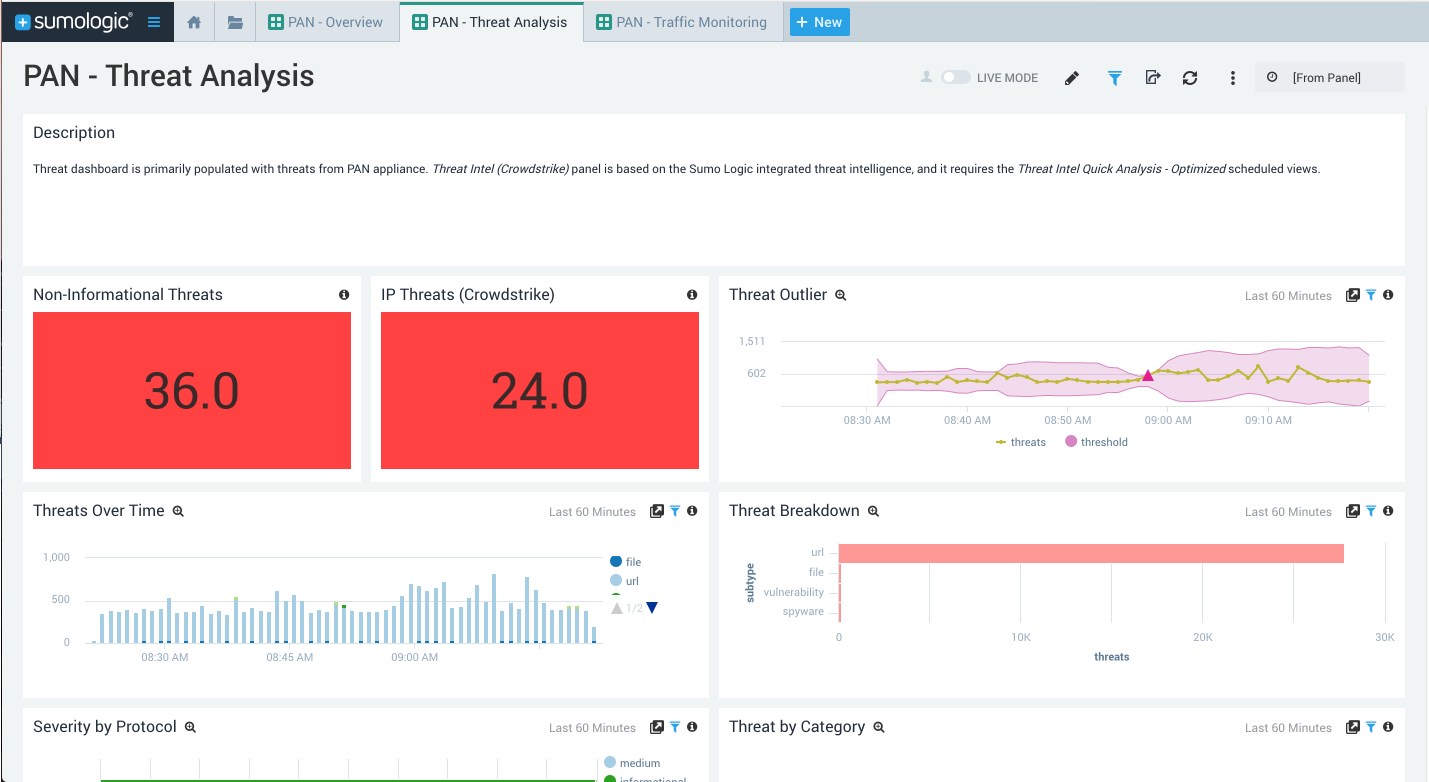 sumologic®
PAN - Overview
PAN - Threat Analysis
PAN - Traffic Monitoring
+ New
PAN - Threat Analysis
LIVE MODE
[From Panel]
Description
Threat dashboard is primarily populated with threats from PAN appliance. Threat Intel (Crowdstrike) panel is based on the Sumo Logic integrated threat intelligence, and it requires the Threat Intel Quick Analysis - Optimized scheduled views.
Non-Informational Threats
36.0
IP Threats (Crowdstrike)
24.0
Threat Outlier
Last 60 Minutes
1,511
602
08:30 AM 08:40 AM 08:50 AM 09:00 AM 09:10 AM
threats threshold
Threats Over Time
Last 60 Minutes
1,000
500
0
08:30 AM 08:45 AM 09:00 AM
file
url
1/2
Threat Breakdown
Last 60 Minutes
subtype
url
file
vulnerability
spyware
0 10K 20K 30K
threats
Severity by Protocol
Last 60 Minutes
medium
informational
Threat by Category
Last 60 Minutes